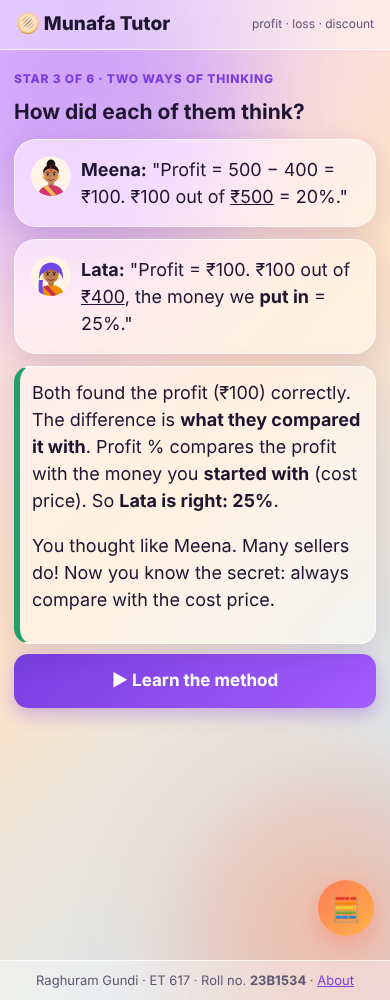 Munafa Tutor
profit · loss · discount
STAR 3 OF 6 · TWO WAYS OF THINKING
How did each of them think?
Meena: "Profit = 500 − 400 =
₹100. ₹100 out of ₹500 = 20%."
Lata: "Profit = ₹100. ₹100 out of
₹400, the money we put in =
25%."
Both found the profit (₹100) correctly.
The difference is what they compared
it with. Profit % compares the profit
with the money you started with (cost
price). So Lata is right: 25%.
You thought like Meena. Many sellers
do! Now you know the secret: always
compare with the cost price.
▶ Learn the method
Raghuram Gundi · ET 617 · Roll no. 23B1534 · About